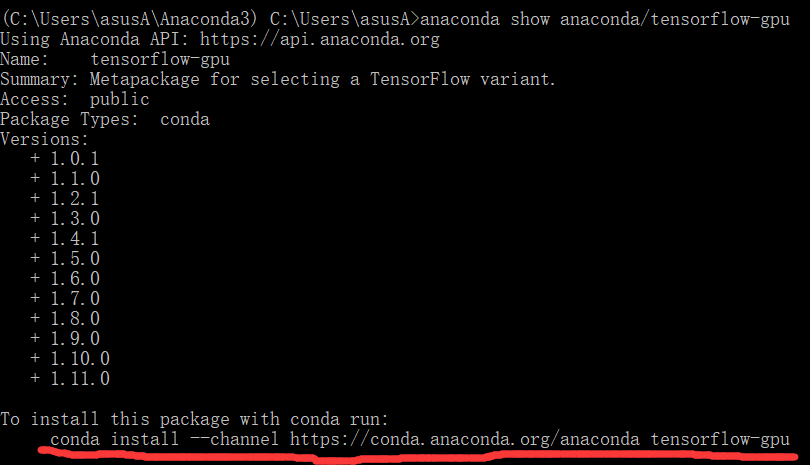 (C:\Users\asusA\Anaconda3) C:\Users\asusA>anaconda show anaconda/tensorflow-gpu
Using Anaconda API: https://api.anaconda.org
Name:    tensorflow-gpu
Summary: Metapackage for selecting a TensorFlow variant.
Access:  public
Package Types:  conda
Versions:
   + 1.0.1
   + 1.1.0
   + 1.2.1
   + 1.3.0
   + 1.4.1
   + 1.5.0
   + 1.6.0
   + 1.7.0
   + 1.8.0
   + 1.9.0
   + 1.10.0
   + 1.11.0
To install this package with conda run:
     conda install --channel https://conda.anaconda.org/anaconda tensorflow-gpu